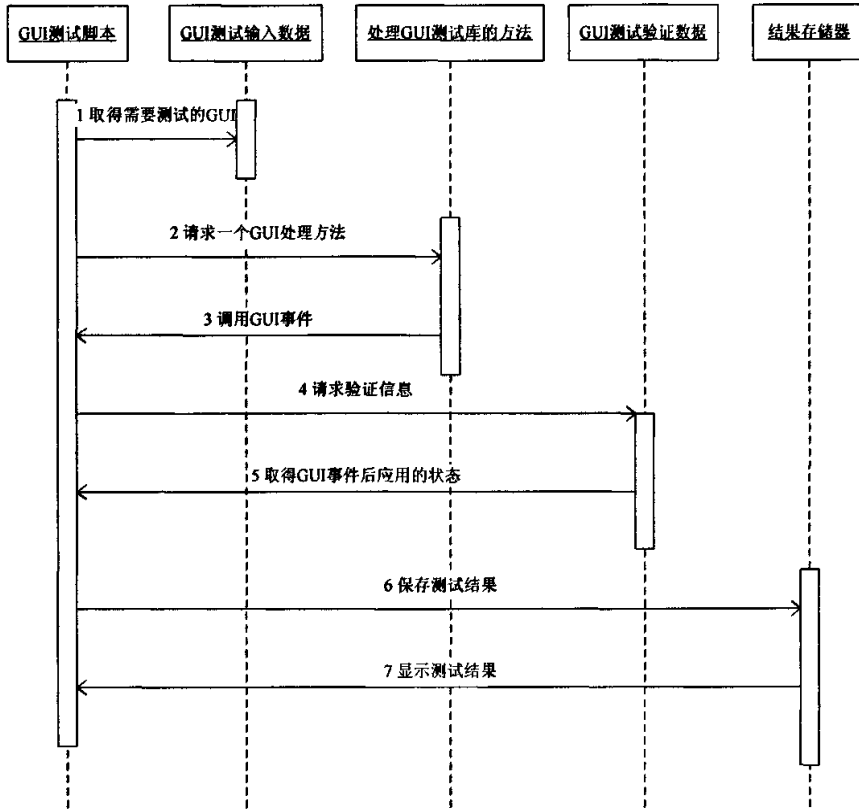 GUI测试脚本
GUI测试输入数据
处理GUI测试库的方法
GUI测试验证数据
结果存储器
1 取得需要测试的GUI
2 请求一个GUI处理方法
3 调用GUI事件
4 请求验证信息
5 取得GUI事件后应用的状态
6 保存测试结果
7 显示测试结果